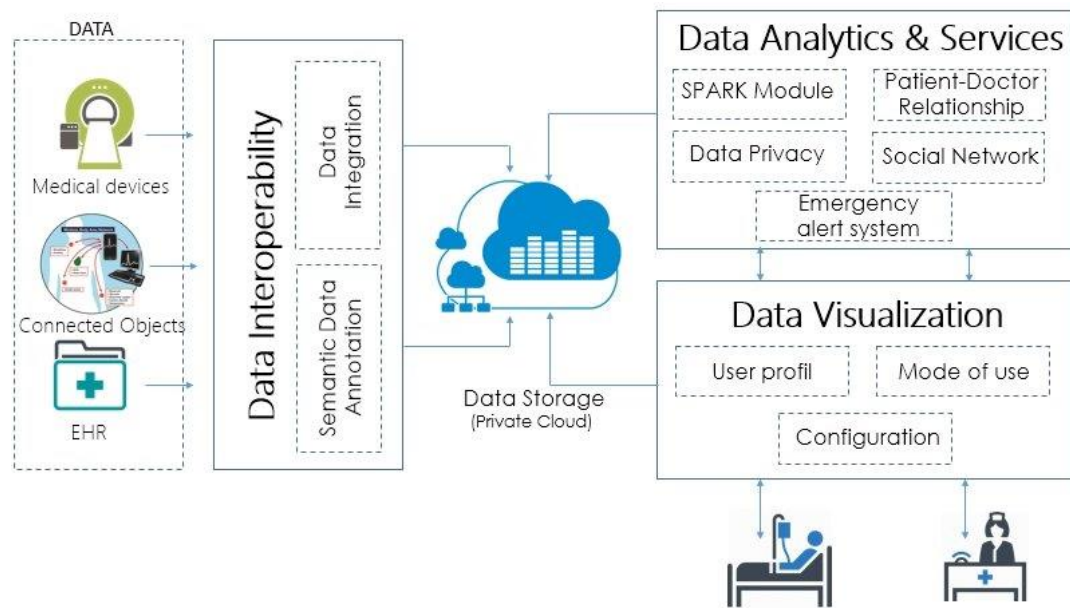 DATA
Medical devices
Connected Objects
EHR
Data Interoperability
Data
Integration
Semantic Data
Annotation
Data Storage
(Private Cloud)
Data Analytics & Services
SPARK Module
Patient-Doctor
Relationship
Data Privacy
Social Network
Emergency
alert system
Data Visualization
User profil
Mode of use
Configuration